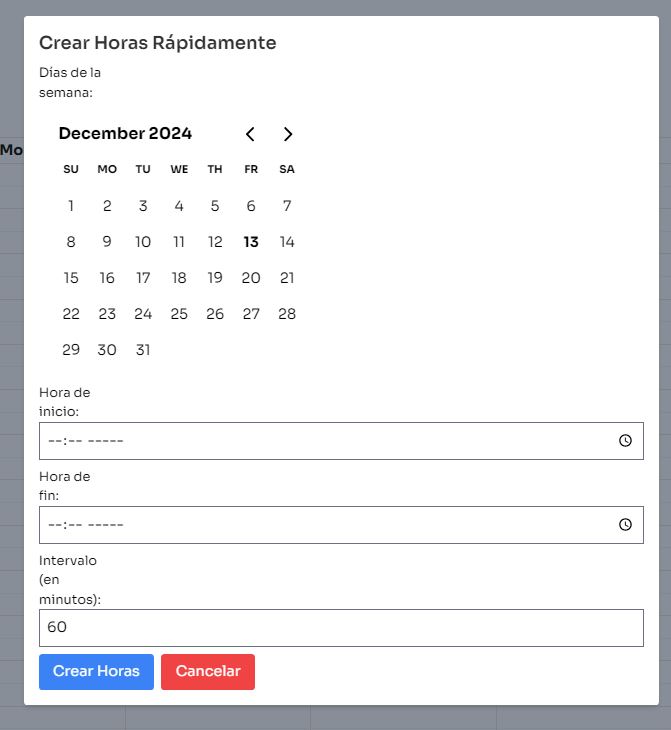 Crear Horas Rápidamente
Días de la
semana:
December 2024
Mo
SU MO TU WE TH FR SA
1 2 3 4 5 6 7
8 9 10 11 12 13 14
15 16 17 18 19 20 21
22 23 24 25 26 27 28
29 30 31
Hora de
inicio:
--:-- -----
Hora de
fin:
--:-- -----
Intervalo
(en
minutos):
60
Crear Horas Cancelar